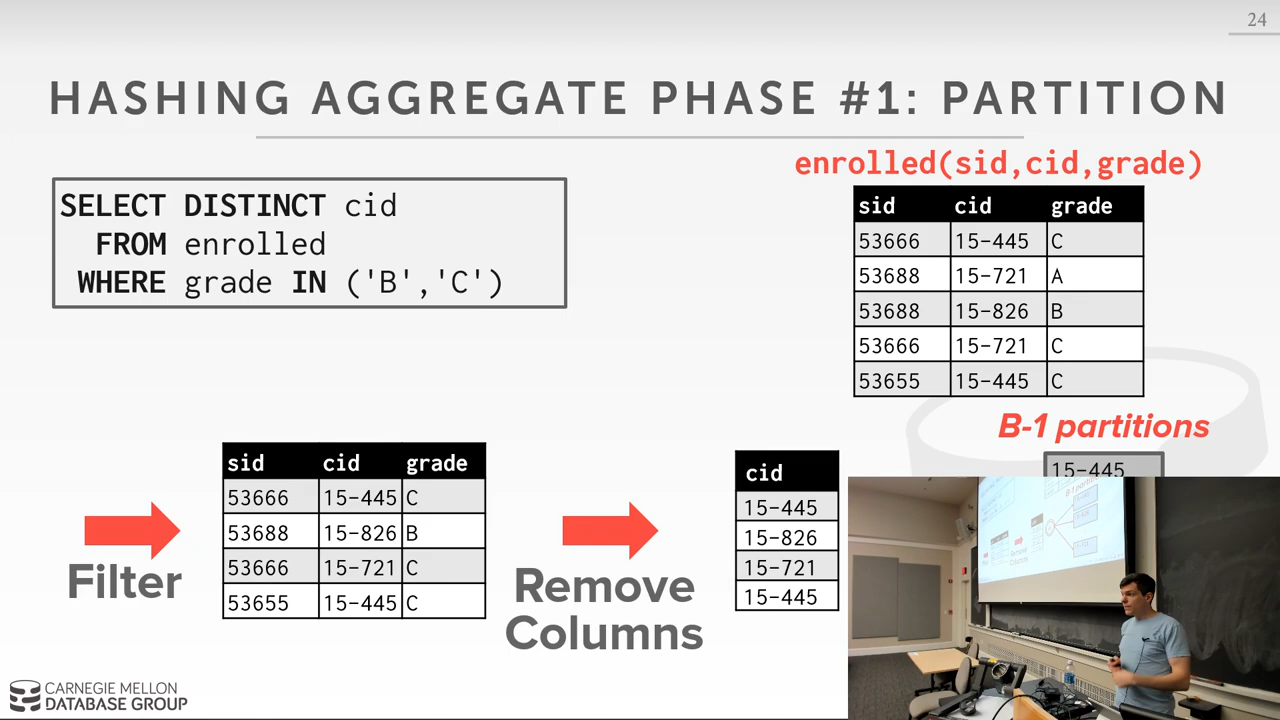 24
HASHING AGGREGATE PHASE #1: PARTITION
SELECT DISTINCT cid
FROM enrolled
WHERE grade IN ('B','C')
enrolled(sid,cid,grade)
sid cid grade
53666 15-445 C
53688 15-721 A
53688 15-826 B
53666 15-721 C
53655 15-445 C
B-1 partitions
15-445
Filter
sid cid grade
53666 15-445 C
53688 15-826 B
53666 15-721 C
53655 15-445 C
Remove
Columns
cid
15-445
15-826
15-721
15-445
CARNEGIE MELLON
DATABASE GROUP